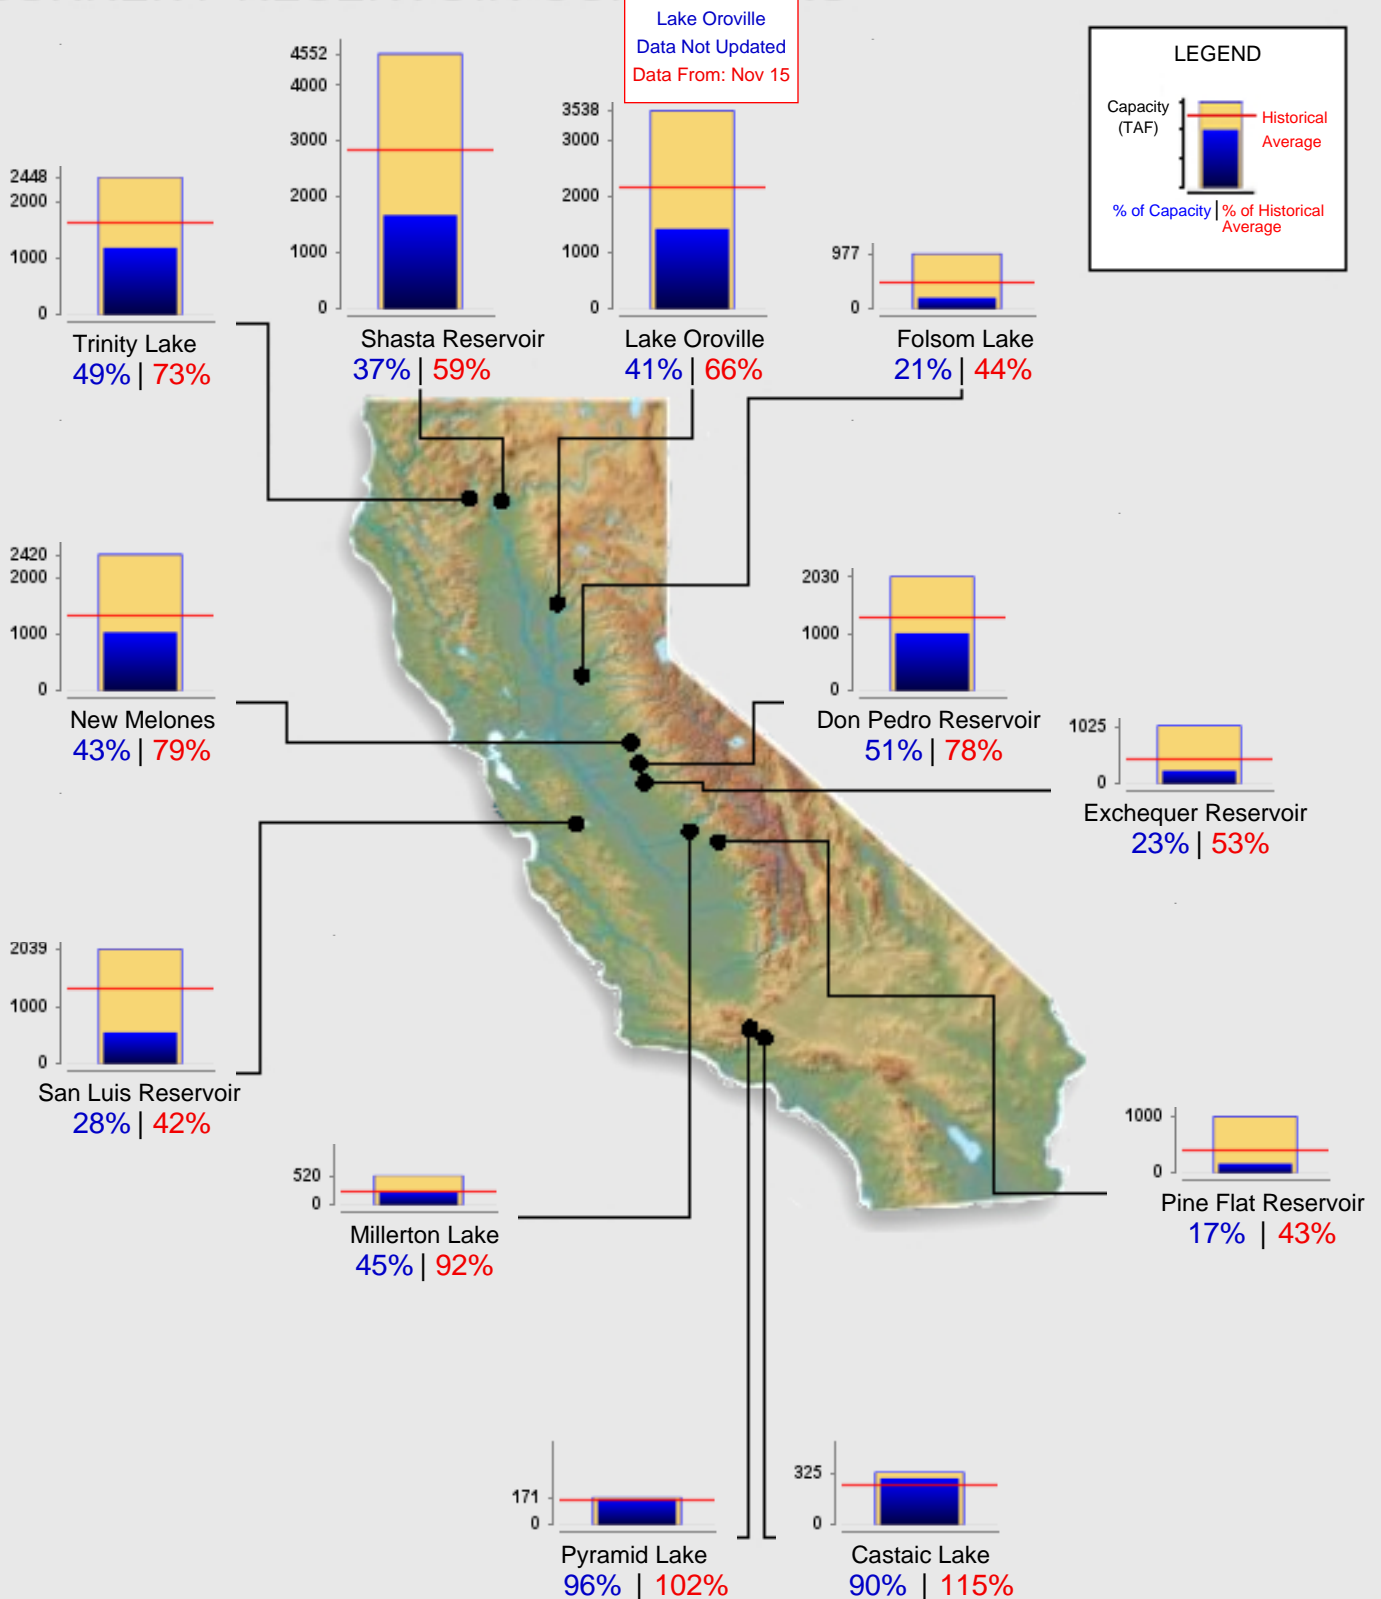 Lake Oroville
Data Not Updated
Data From: Nov 15
LEGEND
Capacity
(TAF)
Historical
Average
% of Capacity | % of Historical
Average
4552
4000
3000
2000
1000
0
Shasta Reservoir
37% | 59%
3538
3000
2000
1000
0
Lake Oroville
41% | 66%
2448
2000
1000
0
Trinity Lake
49% | 73%
977
0
Folsom Lake
21% | 44%
2420
2000
1000
0
New Melones
43% | 79%
2030
1000
0
Don Pedro Reservoir
51% | 78%
1025
0
Exchequer Reservoir
23% | 53%
2039
1000
0
San Luis Reservoir
28% | 42%
520
0
Millerton Lake
45% | 92%
1000
0
Pine Flat Reservoir
17% | 43%
171
0
Pyramid Lake
96% | 102%
325
0
Castaic Lake
90% | 115%